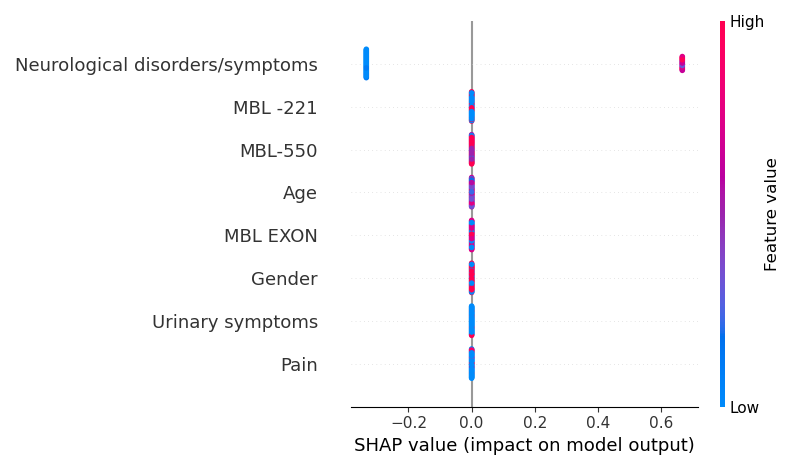 High
Neurological disorders/symptoms
MBL -221
MBL-550
Age
MBL EXON
Gender
Urinary symptoms
Pain
Feature value
Low
−0.2 0.0 0.2 0.4 0.6
SHAP value (impact on model output)